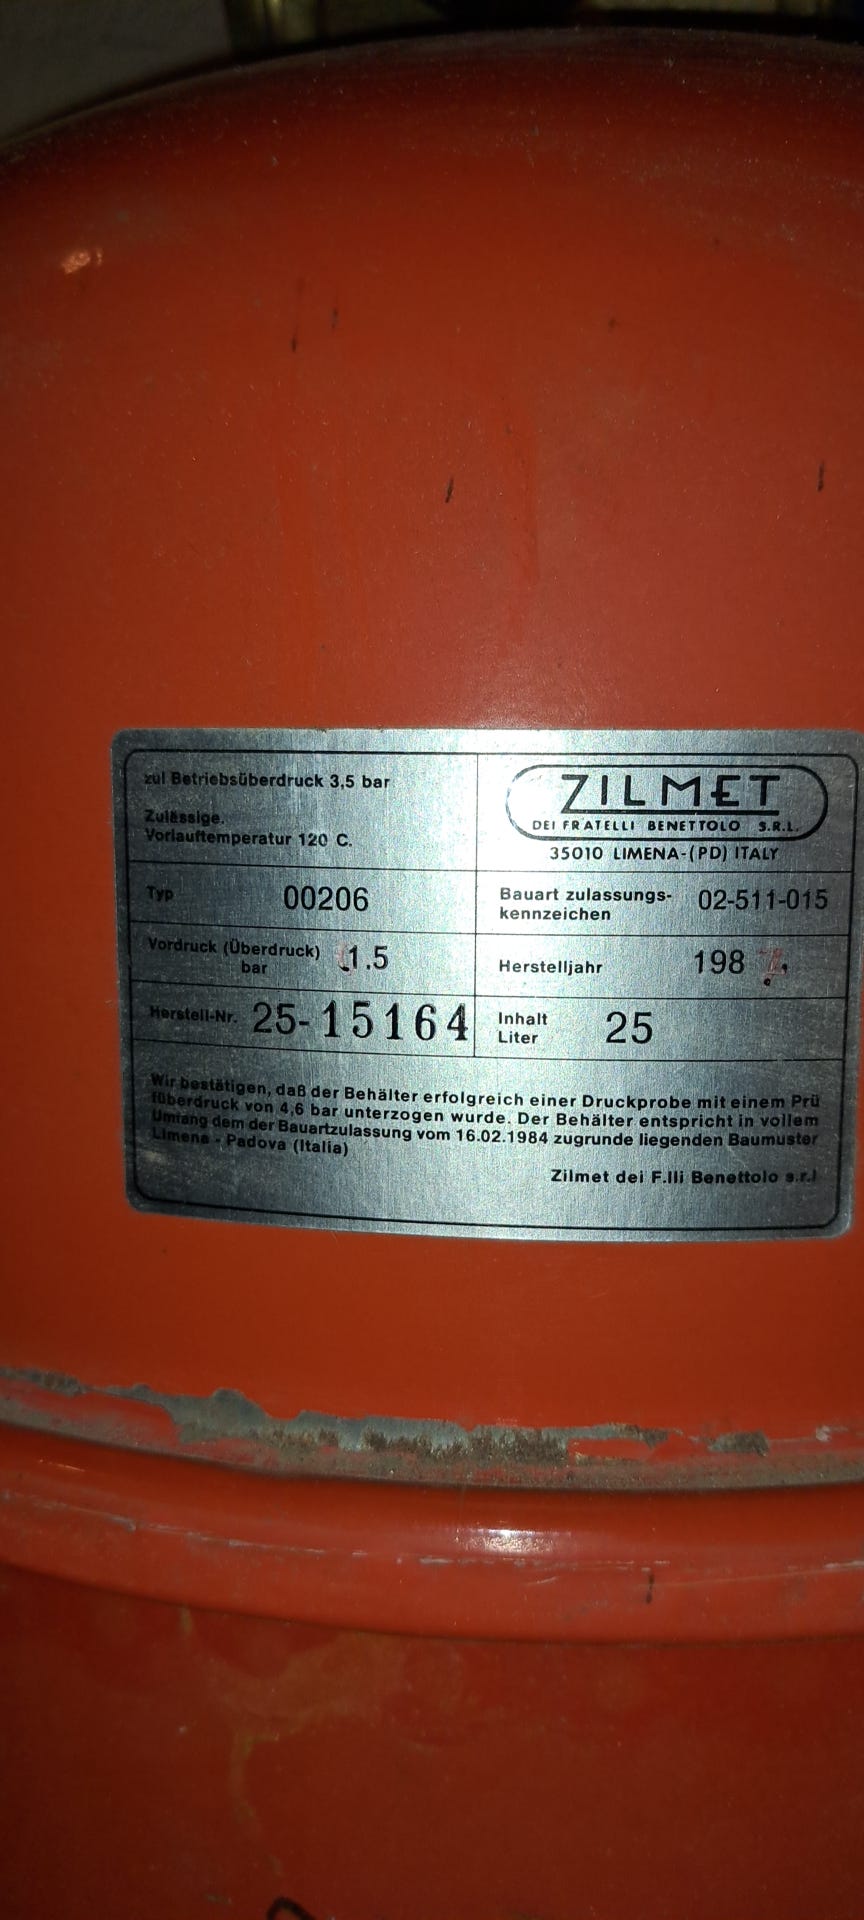 zul Betriebsüberdruck 3,5 bar
Zulässige.
Vorlauftemperatur 120 C.
ZILMET
DEI FRATELLI BENETTOLO S.R.L.
35010 LIMENA-(PD) ITALY
Typ 00206
Bauart zulassungs-
kennzeichen 02-511-015
Vordruck (Überdruck)
bar 1.5
Herstelljahr 198
Herstell-Nr. 25-15164
Inhalt
Liter 25
Wir bestätigen, daß der Behälter erfolgreich einer Druckprobe mit einem Prü
füberdruck von 4,6 bar unterzogen wurde. Der Behälter entspricht in vollem
Umfang dem der Bauartzulassung vom 16.02.1984 zugrunde liegenden Baumuster
Limena - Padova (Italia)
Zilmet dei F.lli Benettolo s.r.l